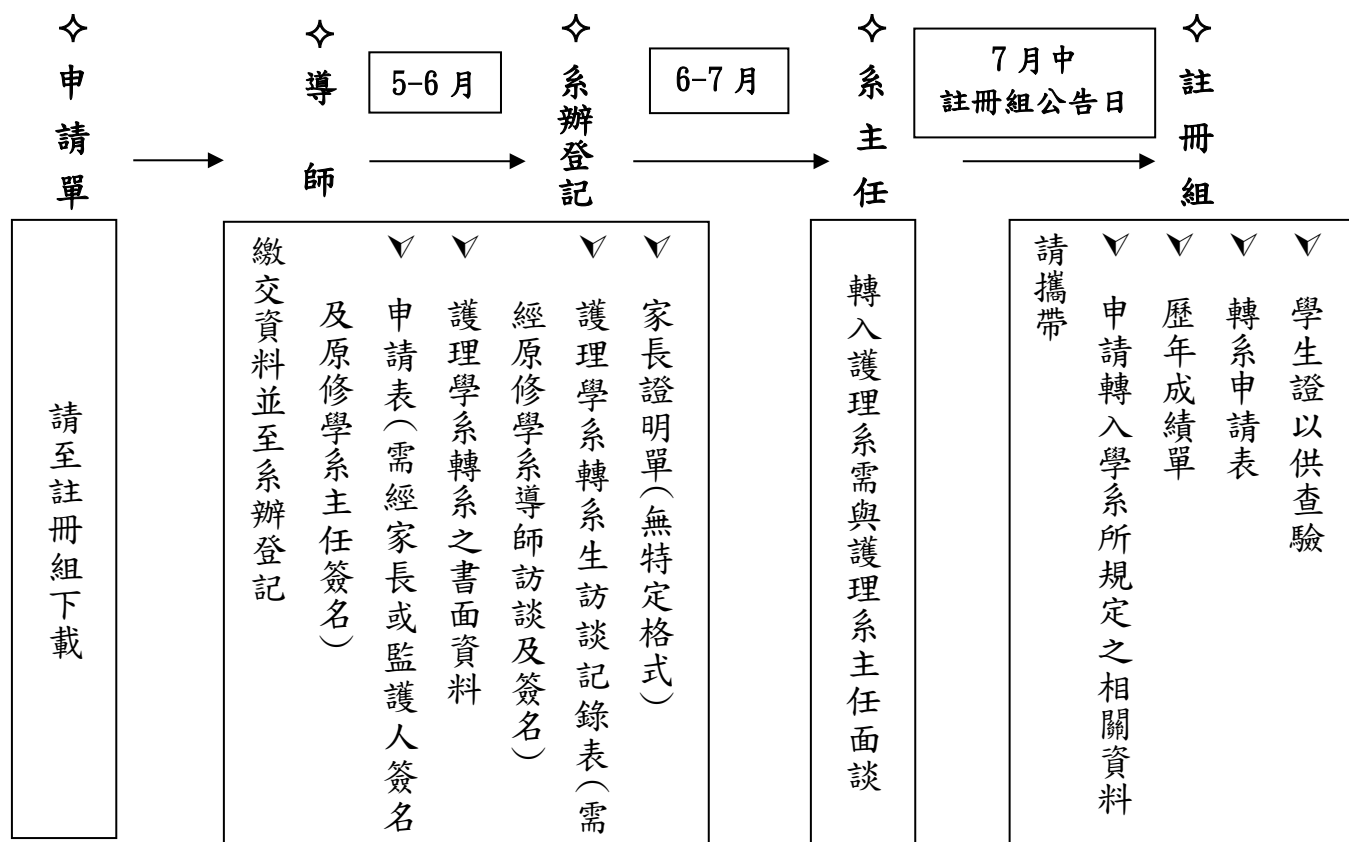 ✧申請單
✧導師
5-6 月
✧系辦登記
6-7 月
✧系主任
7 月中
註冊組公告日
✧註冊組
請至註冊組下載
➢ 家長證明單(無特定格式)
➢ 護理學系轉系生訪談記錄表(需
經原修學系導師訪談及簽名)
➢ 護理學系轉系之書面資料
➢ 申請表(需經家長或監護人簽名
及原修學系主任簽名)
繳交資料並至系辦登記
轉入護理系需與護理系主任面談
➢ 學生證以供查驗
➢ 轉系申請表
➢ 歷年成績單
➢ 申請轉入學系所規定之相關資料
請攜帶